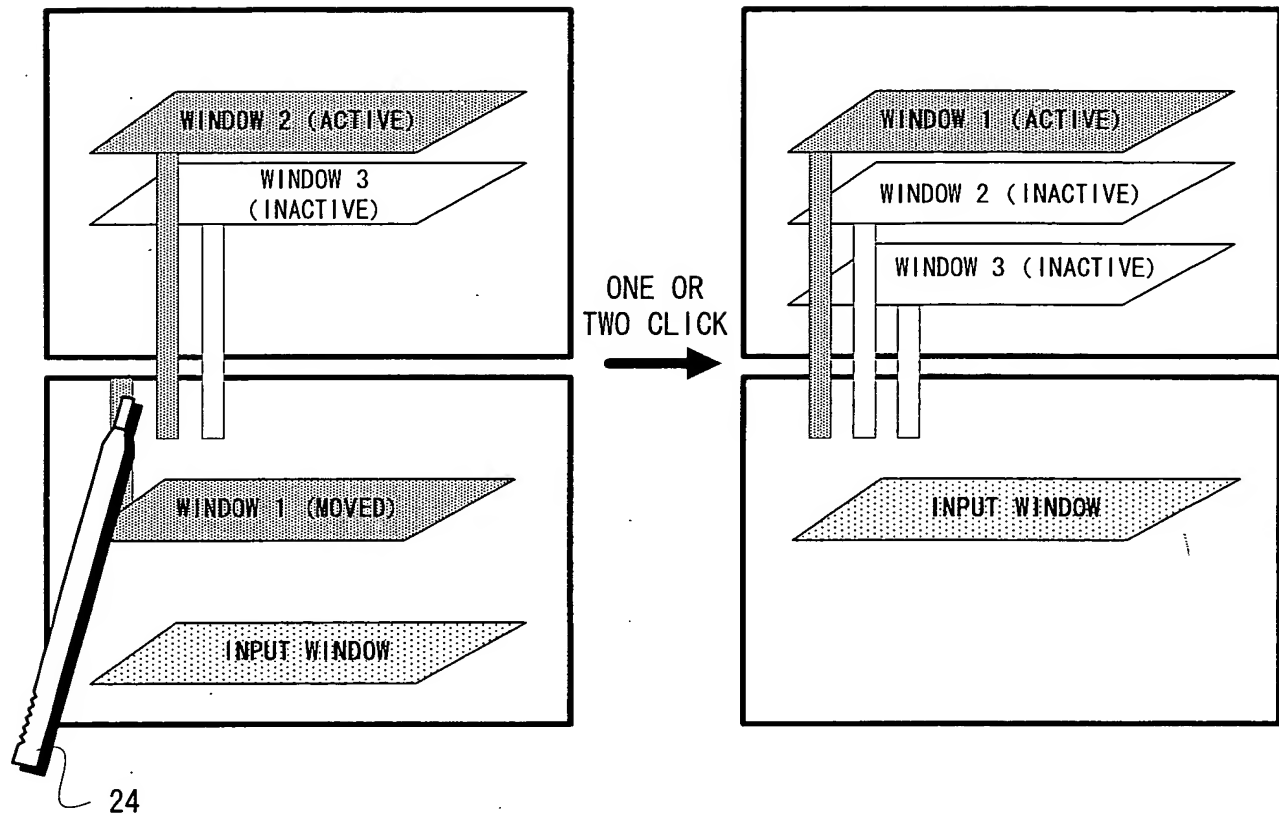 WINDOW 2 (ACTIVE)
WINDOW 3
(INACTIVE)
WINDOW 1 (MOVED)
INPUT WINDOW
24
ONE OR
TWO CLICK
WINDOW 1 (ACTIVE)
WINDOW 2 (INACTIVE)
WINDOW 3 (INACTIVE)
INPUT WINDOW